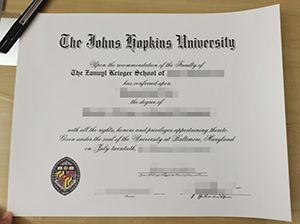 The Johns Hopkins University
Upon the recommendation of the Faculty of
The Zanvyl Krieger School of
has conferred upon
the degree of
with all the rights, honors and privileges appertaining thereto.
Given under the seal of the University at Baltimore, Maryland
on July twentieth,